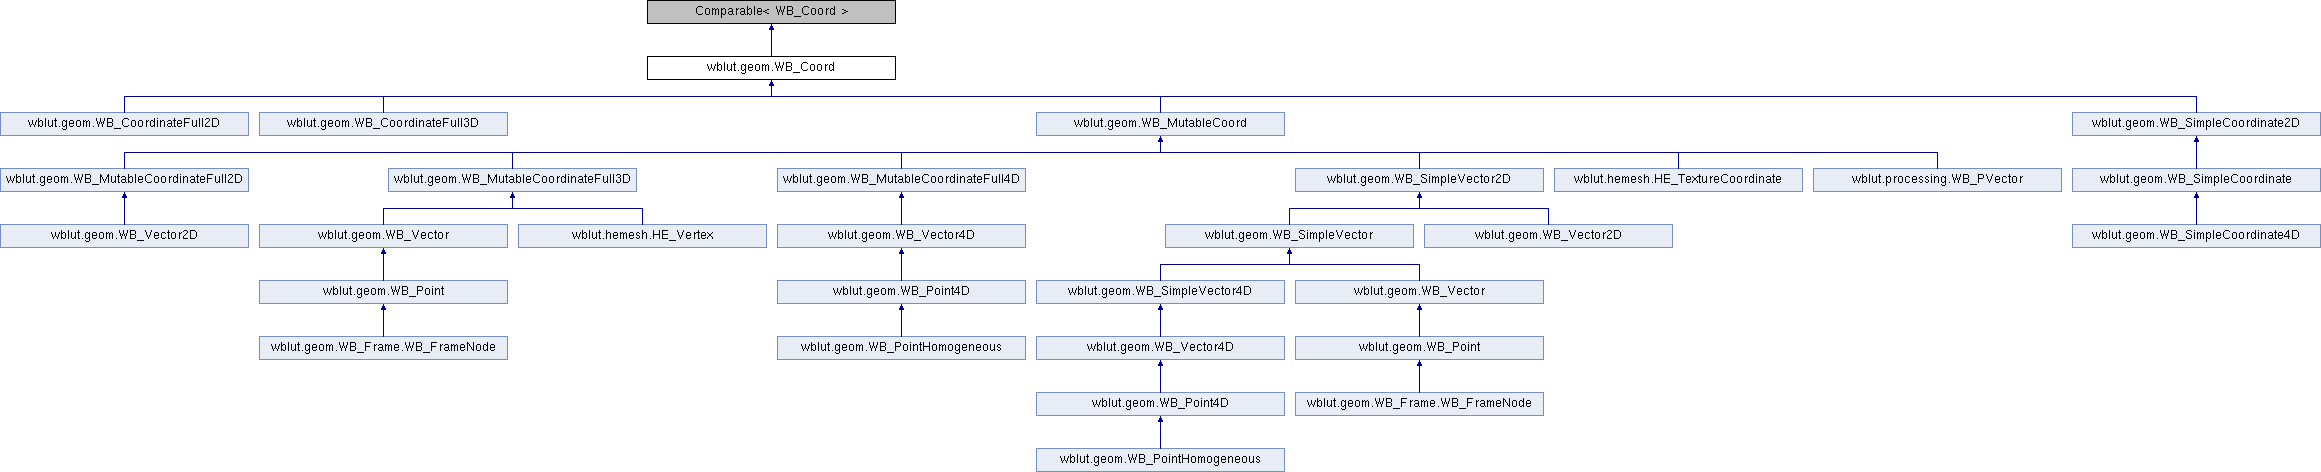 Comparable< WB_Coord >
wblut.geom.WB_Coord
wblut.geom.WB_CoordinateFull2D
wblut.geom.WB_CoordinateFull3D
wblut.geom.WB_MutableCoord
wblut.geom.WB_SimpleCoordinate2D
wblut.geom.WB_MutableCoordinateFull2D
wblut.geom.WB_MutableCoordinateFull3D
wblut.geom.WB_MutableCoordinateFull4D
wblut.geom.WB_SimpleVector2D
wblut.hemesh.HE_TextureCoordinate
wblut.processing.WB_PVector
wblut.geom.WB_SimpleCoordinate
wblut.geom.WB_Vector2D
wblut.geom.WB_Vector
wblut.hemesh.HE_Vertex
wblut.geom.WB_Vector4D
wblut.geom.WB_SimpleVector
wblut.geom.WB_Vector2D
wblut.geom.WB_SimpleCoordinate4D
wblut.geom.WB_Point
wblut.geom.WB_Point4D
wblut.geom.WB_SimpleVector4D
wblut.geom.WB_Vector
wblut.geom.WB_Frame.WB_FrameNode
wblut.geom.WB_PointHomogeneous
wblut.geom.WB_Vector4D
wblut.geom.WB_Point
wblut.geom.WB_Point4D
wblut.geom.WB_Frame.WB_FrameNode
wblut.geom.WB_PointHomogeneous